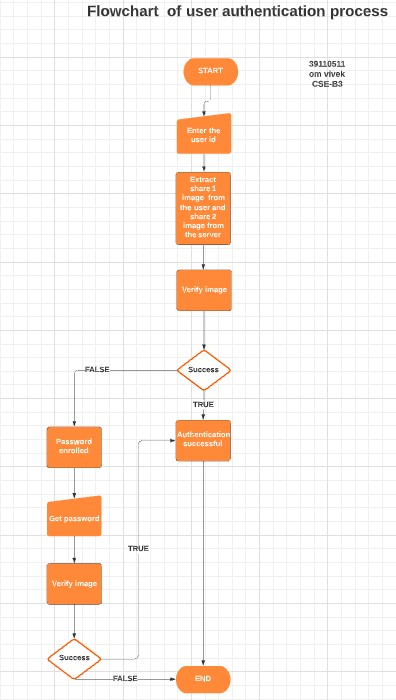 Flowchart  of user authentication process
39110511
om vivek
CSE-B3
START
Enter the
user id
Extract
share 1
image  from
the user and
share 2
image from
the server
Verify image
Success
FALSE
TRUE
Password
enrolled
Authentication
successful
Get password
TRUE
Verify image
Success
FALSE
END